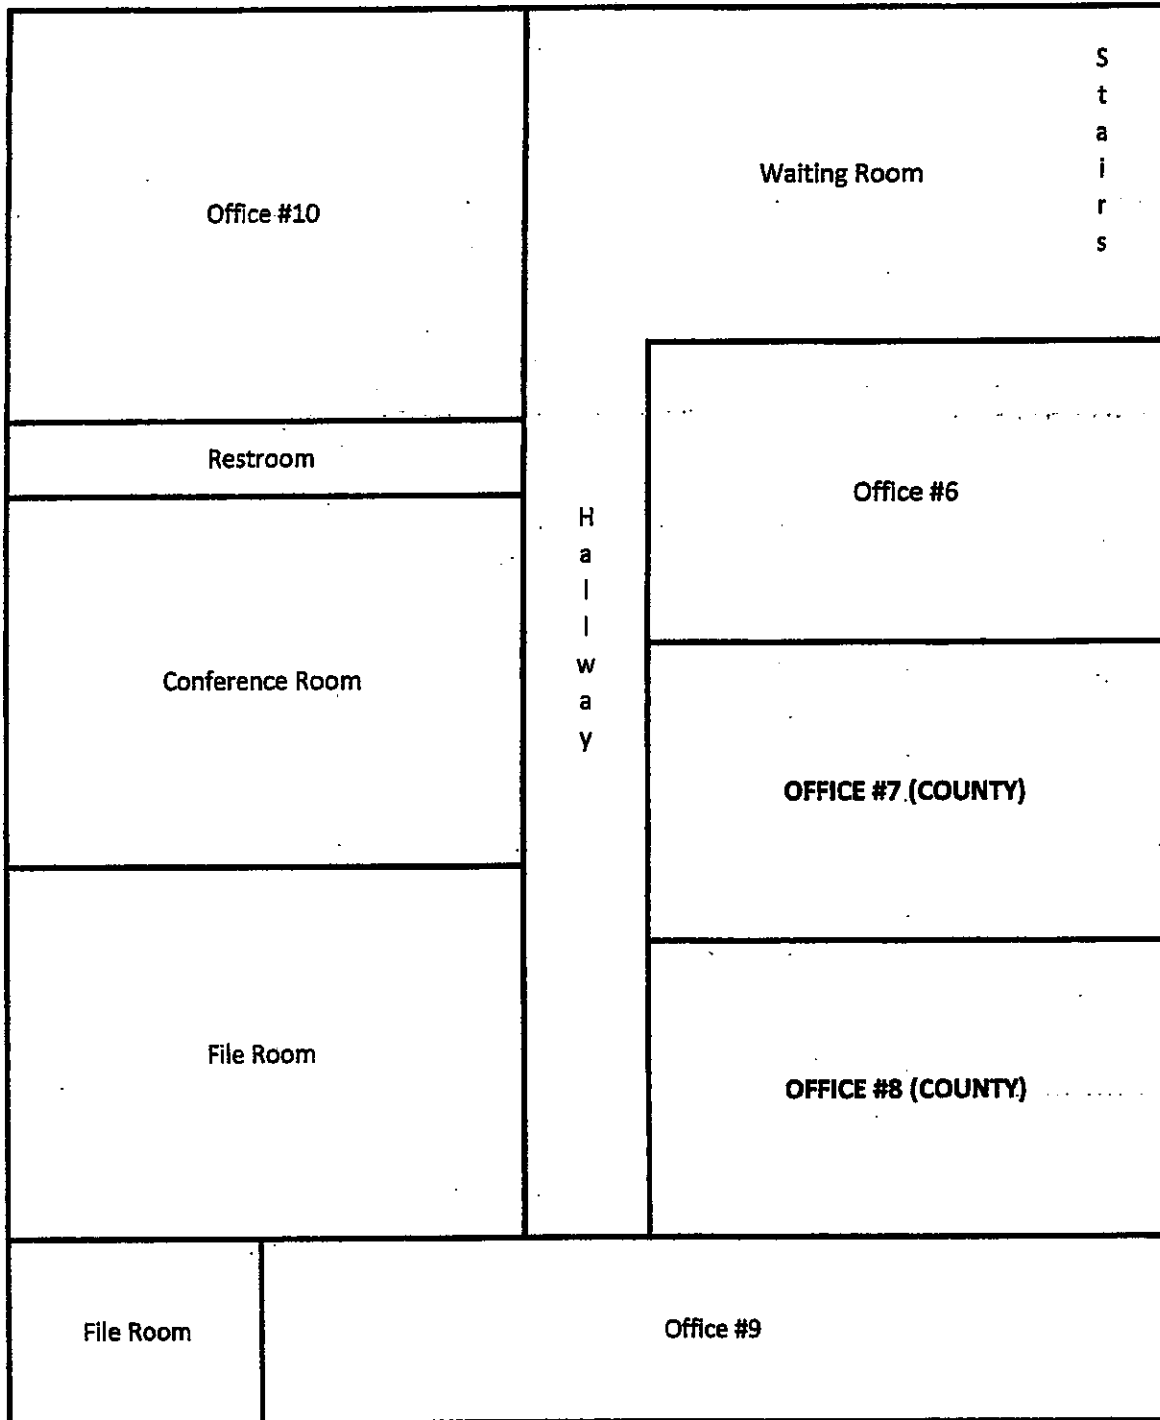 Office #10
Waiting Room
Stairs
Restroom
Office #6
Hallway
Conference Room
OFFICE #7 (COUNTY)
File Room
OFFICE #8 (COUNTY)
File Room
Office #9